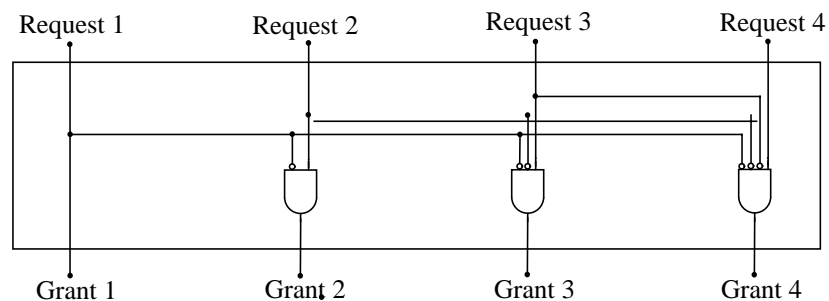 Request 1
Request 2
Request 3
Request 4
Grant 1
Grant 2
Grant 3
Grant 4